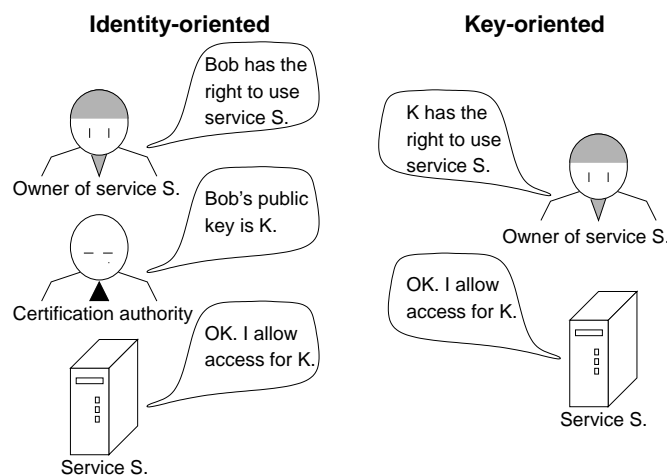 Identity-oriented
Bob has the
right to use
service S.
Owner of service S.
Bob's public
key is K.
Certification authority
OK. I allow
access for K.
Service S.
Key-oriented
K has the
right to use
service S.
Owner of service S.
OK. I allow
access for K.
Service S.